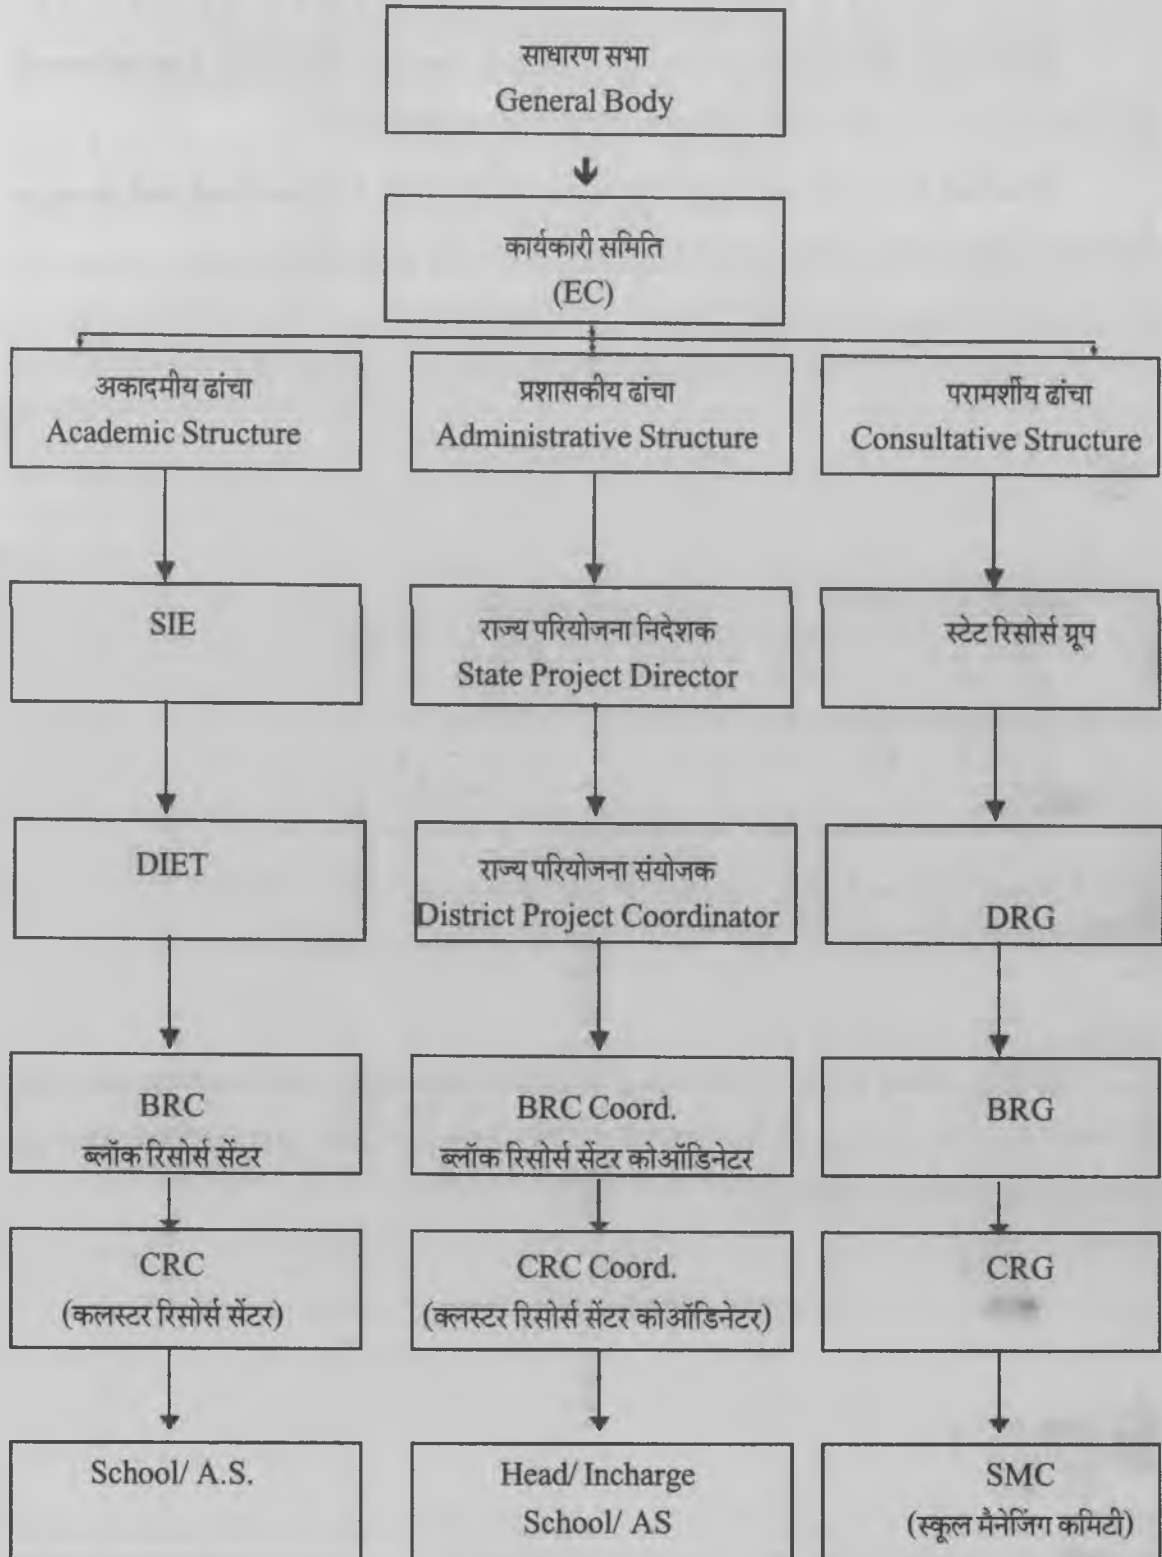 साधारण सभा
General Body
कार्यकारी समिति
(EC)
अकादमीय ढांचा
Academic Structure
प्रशासकीय ढांचा
Administrative Structure
परामर्शीय ढांचा
Consultative Structure
SIE
राज्य परियोजना निदेशक
State Project Director
स्टेट रिसोर्स ग्रूप
DIET
राज्य परियोजना संयोजक
District Project Coordinator
DRG
BRC
ब्लॉक रिसोर्स सेंटर
BRC Coord.
ब्लॉक रिसोर्स सेंटर कोऑडिनेटर
BRG
CRC
(कलस्टर रिसोर्स सेंटर)
CRC Coord.
(क्लस्टर रिसोर्स सेंटर कोऑडिनेटर)
CRG
School/ A.S.
Head/ Incharge
School/ AS
SMC
(स्कूल मैनेजिंग कमिटी)